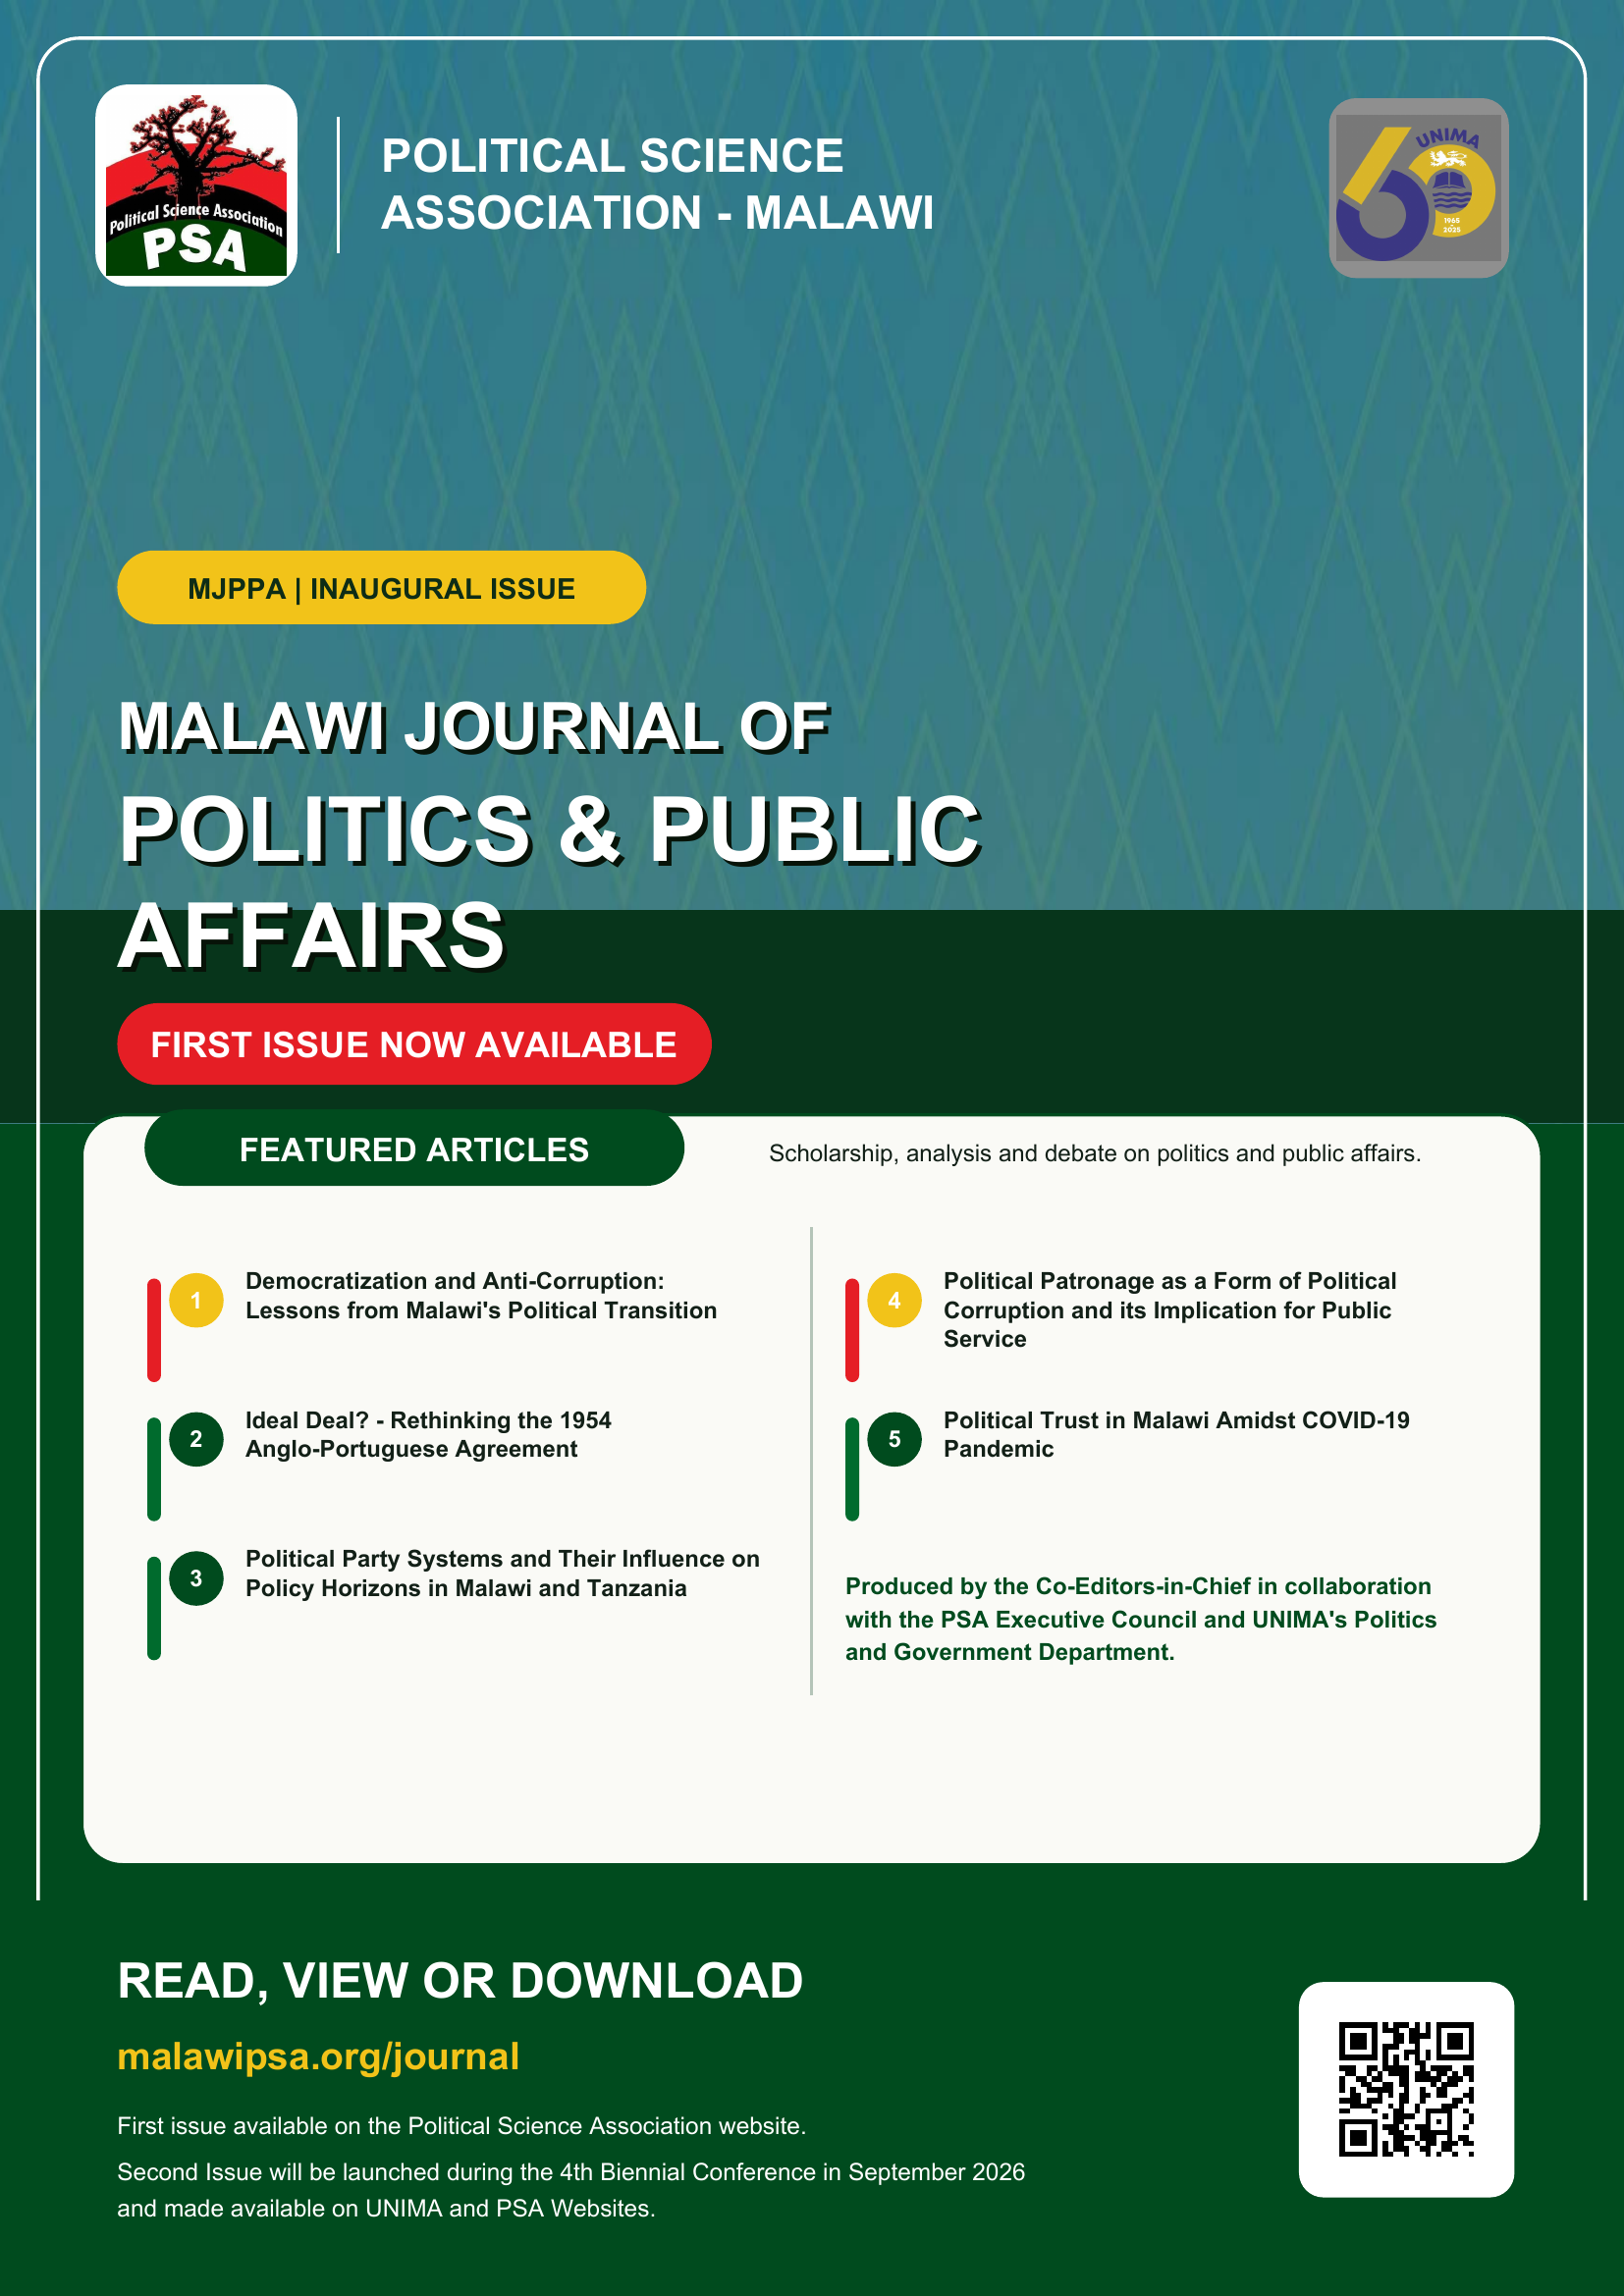 Political Science Association
PSA
POLITICAL SCIENCE
ASSOCIATION - MALAWI
UNIMA
60
1965
2025
MJPPA | INAUGURAL ISSUE
MALAWI JOURNAL OF
POLITICS & PUBLIC
AFFAIRS
FIRST ISSUE NOW AVAILABLE
FEATURED ARTICLES
Scholarship, analysis and debate on politics and public affairs.
1
Democratization and Anti-Corruption:
Lessons from Malawi's Political Transition
2
Ideal Deal? - Rethinking the 1954
Anglo-Portuguese Agreement
3
Political Party Systems and Their Influence on
Policy Horizons in Malawi and Tanzania
4
Political Patronage as a Form of Political
Corruption and its Implication for Public
Service
5
Political Trust in Malawi Amidst COVID-19
Pandemic
Produced by the Co-Editors-in-Chief in collaboration
with the PSA Executive Council and UNIMA's Politics
and Government Department.
READ, VIEW OR DOWNLOAD
malawipsa.org/journal
First issue available on the Political Science Association website.
Second Issue will be launched during the 4th Biennial Conference in September 2026
and made available on UNIMA and PSA Websites.